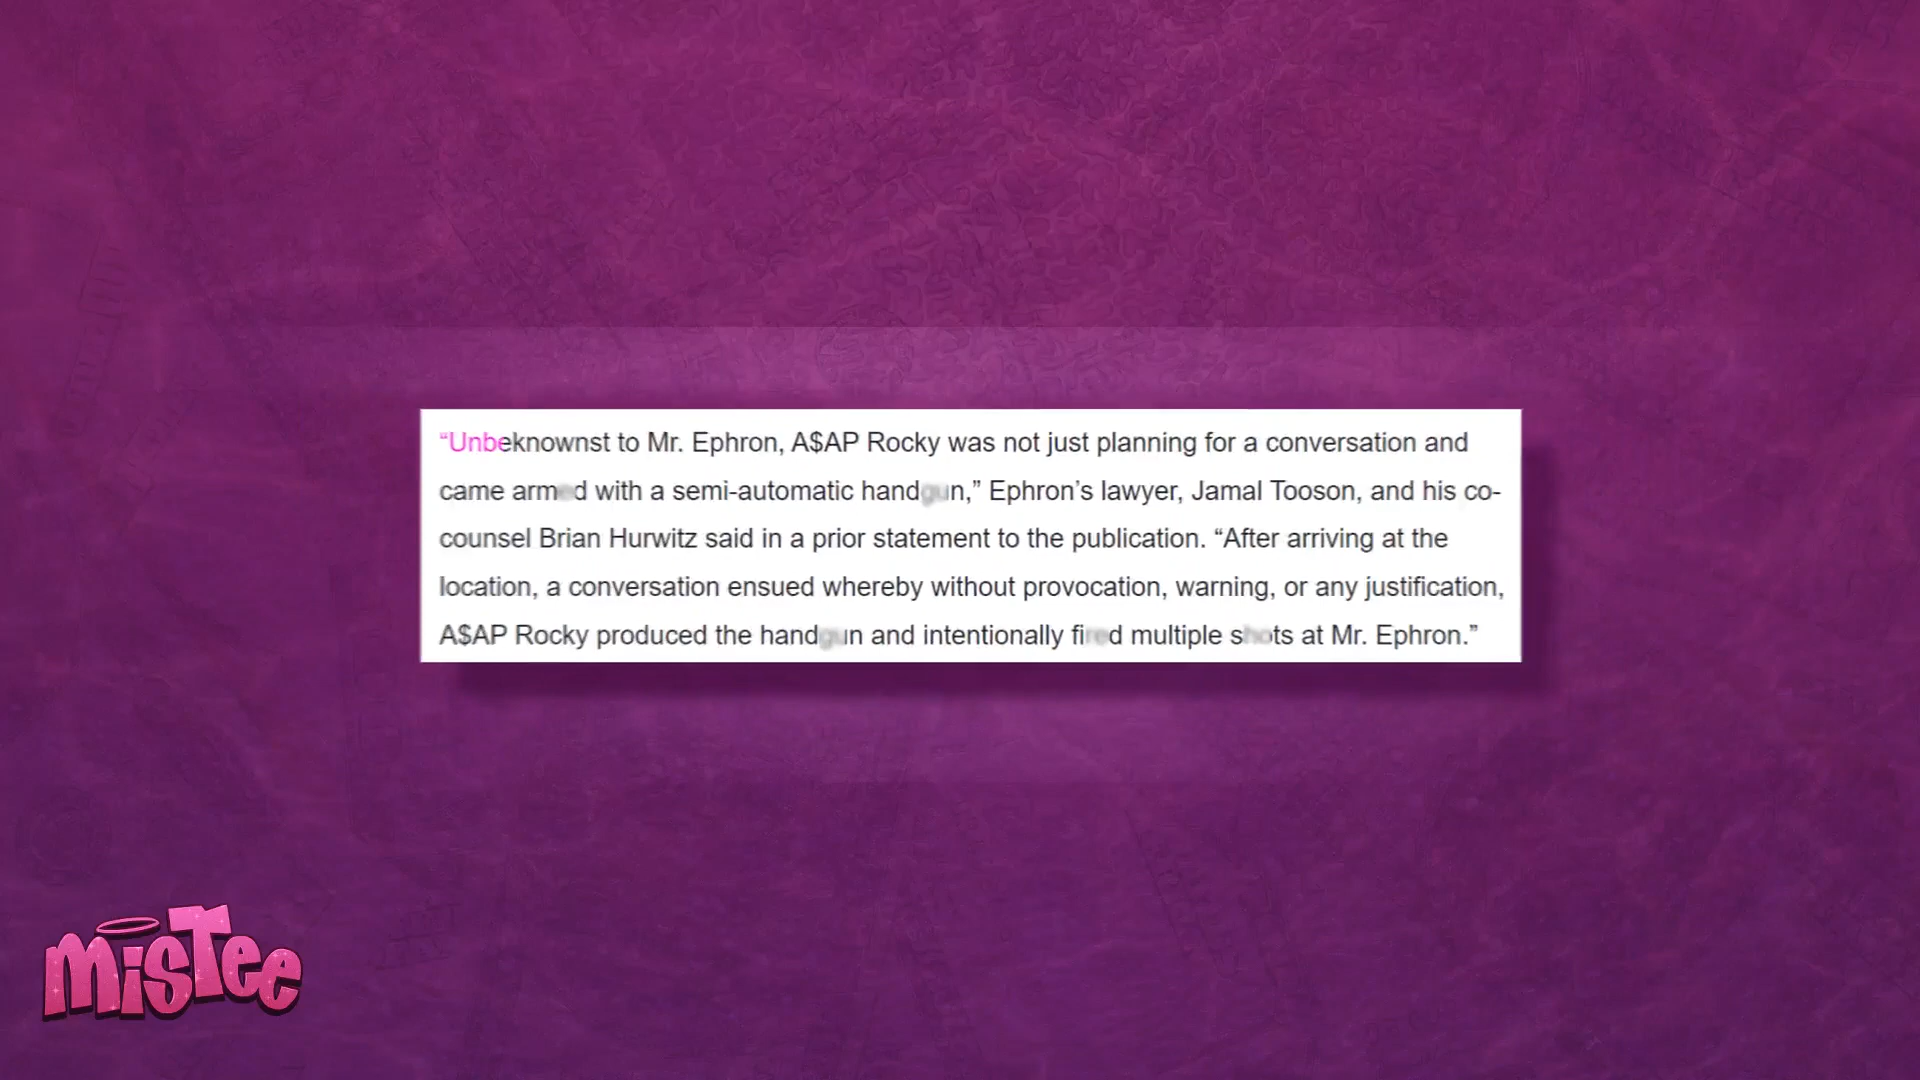 “Unbeknownst to Mr. Ephron, A$AP Rocky was not just planning for a conversation and
came armed with a semi-automatic handgun,” Ephron’s lawyer, Jamal Tooson, and his co-
counsel Brian Hurwitz said in a prior statement to the publication. “After arriving at the
location, a conversation ensued whereby without provocation, warning, or any justification,
A$AP Rocky produced the handgun and intentionally fired multiple shots at Mr. Ephron.”
misTee